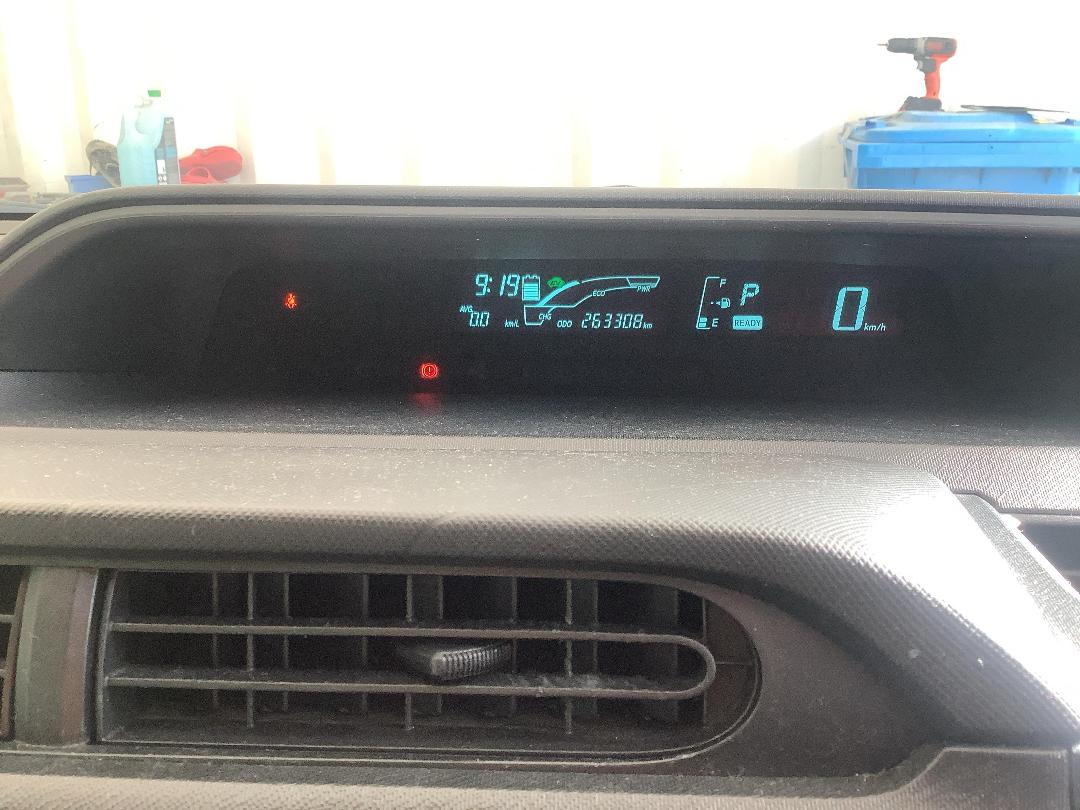 9:19
ECO
PWR
F
P
0 km/h
AVG
0.0 km/L
CHG
ODO 263308 km
E
READY